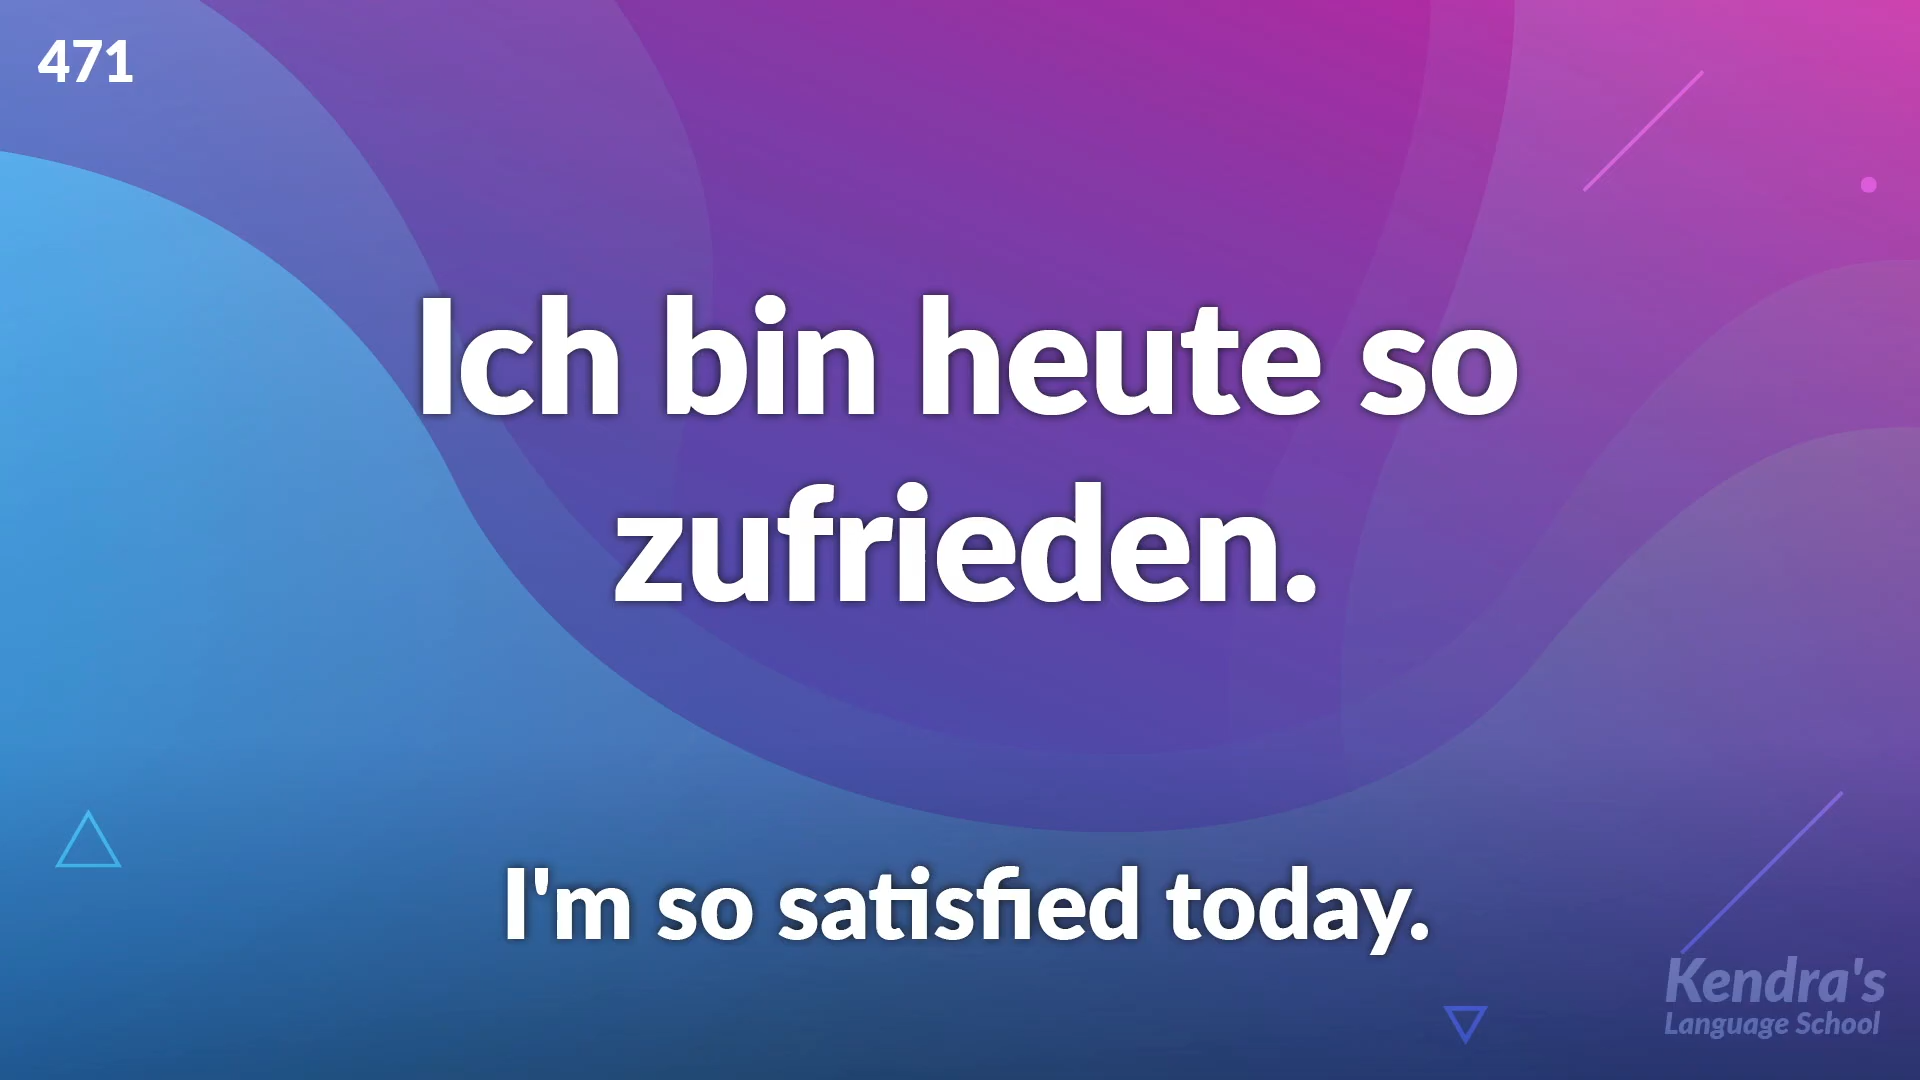 471
Ich bin heute so
zufrieden.
I'm so satisfied today.
Kendra's
Language School